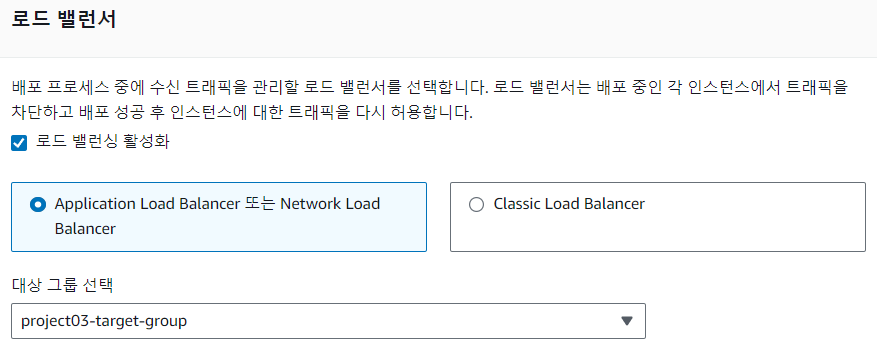 로드 밸런서
배포 프로세스 중에 수신 트래픽을 관리할 로드 밸런서를 선택합니다. 로드 밸런서는 배포 중인 각 인스턴스에서 트래픽을
차단하고 배포 성공 후 인스턴스에 대한 트래픽을 다시 허용합니다.
로드 밸런싱 활성화
Application Load Balancer 또는 Network Load
Balancer
Classic Load Balancer
대상 그룹 선택
project03-target-group